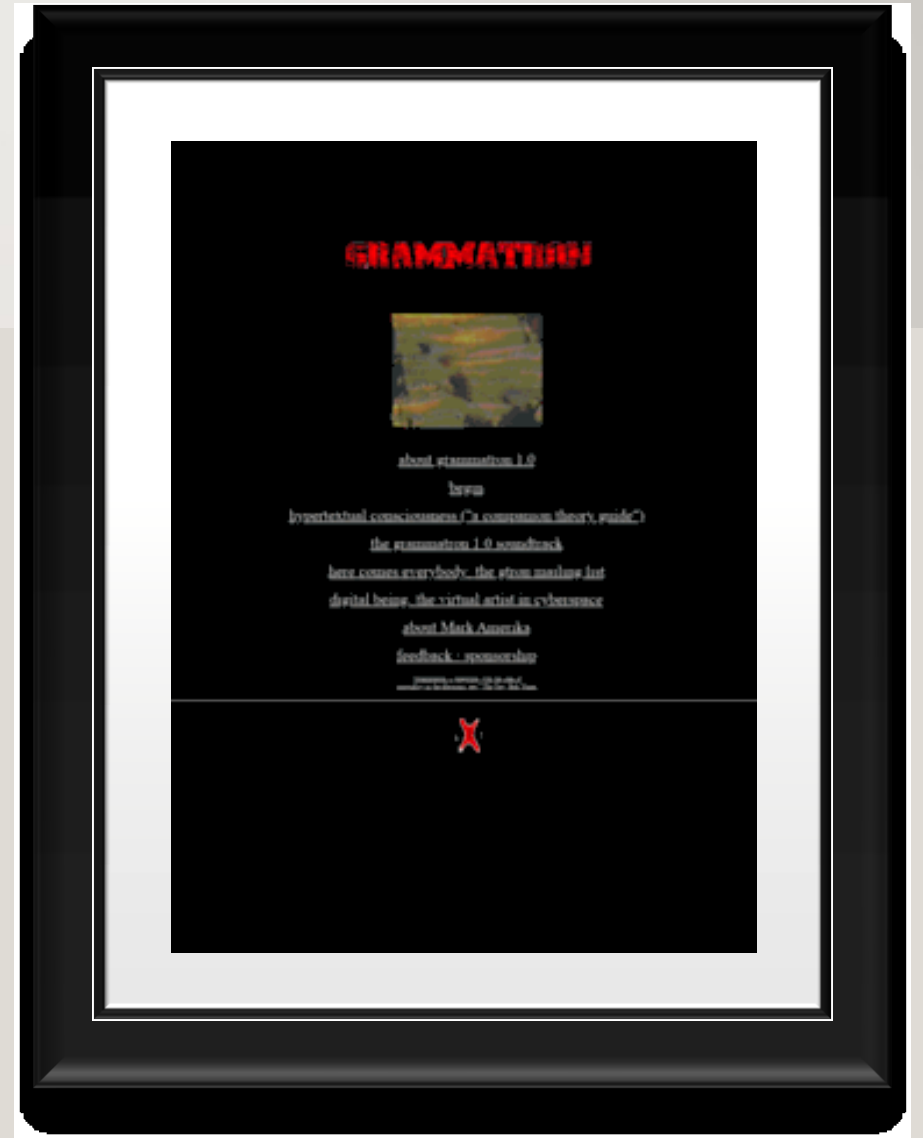 GRAMMATRON
about grammatron 1.0
begin
hypertextual consciousness ("a companion theory guide")
the grammatron 1.0 soundtrack
here comes everybody: the gtron mailing list
digital being: the virtual artist in cyberspace
about Mark Amerika
feedback - sponsorship
X